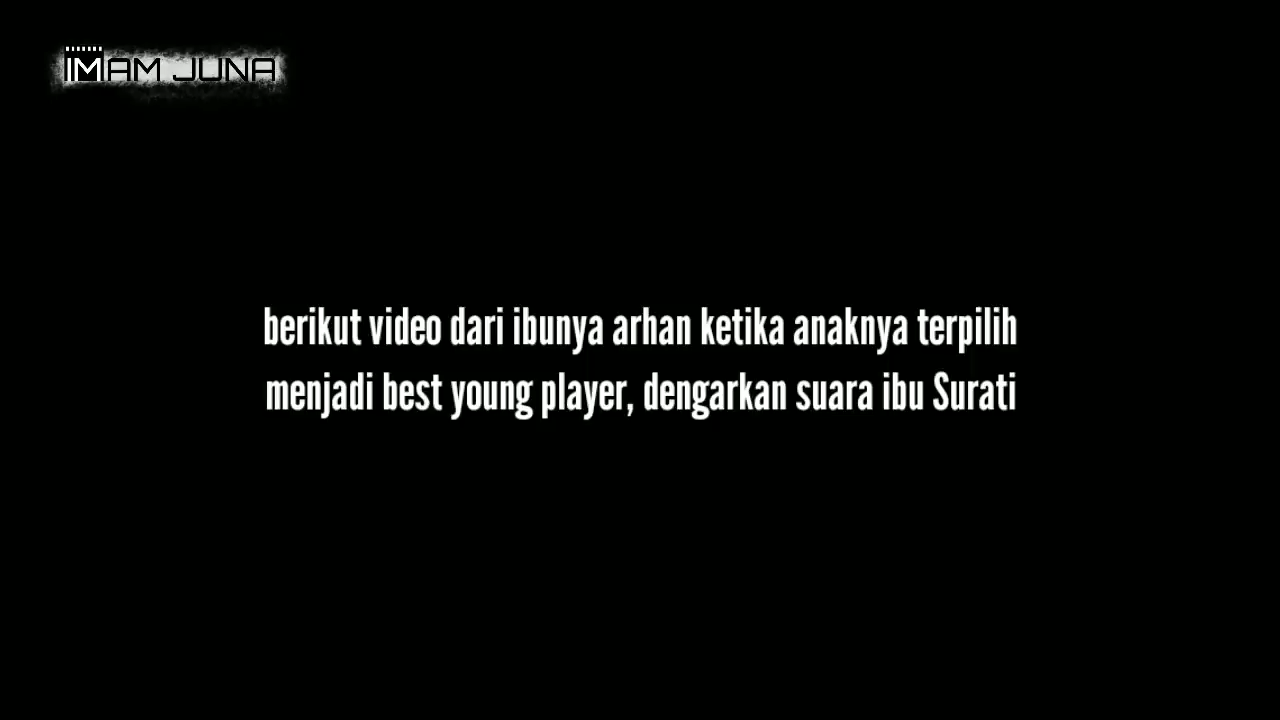 IMAM JUNA
berikut video dari ibunya arhan ketika anaknya terpilih
menjadi best young player, dengarkan suara ibu Surati